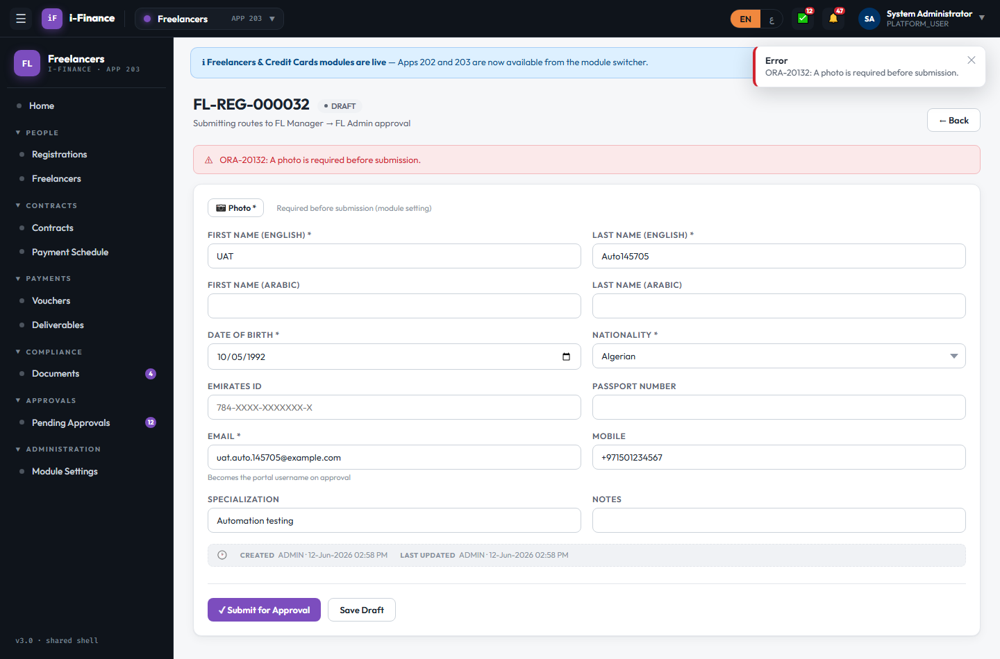 ☰ iF i-Finance Freelancers APP 203 ▼ EN ع 12 47 SA System Administrator ▼
PLATFORM_USER
FL Freelancers
I-FINANCE · APP 203
Home
▼ PEOPLE
Registrations
Freelancers
▼ CONTRACTS
Contracts
Payment Schedule
▼ PAYMENTS
Vouchers
Deliverables
▼ COMPLIANCE
Documents 4
▼ APPROVALS
Pending Approvals 12
▼ ADMINISTRATION
Module Settings
v3.0 · shared shell
ℹ Freelancers & Credit Cards modules are live — Apps 202 and 203 are now available from the module switcher.
Error
ORA-20132: A photo is required before submission.
FL-REG-000032 • DRAFT
Submitting routes to FL Manager → FL Admin approval
← Back
⚠ ORA-20132: A photo is required before submission.
📷 Photo * Required before submission (module setting)
FIRST NAME (ENGLISH) * LAST NAME (ENGLISH) *
UAT Auto145705
FIRST NAME (ARABIC) LAST NAME (ARABIC)
DATE OF BIRTH * NATIONALITY *
10/05/1992 Algerian
EMIRATES ID PASSPORT NUMBER
784-XXXX-XXXXXXX-X
EMAIL * MOBILE
uat.auto.145705@example.com +971501234567
Becomes the portal username on approval
SPECIALIZATION NOTES
Automation testing
CREATED ADMIN · 12-Jun-2026 02:58 PM LAST UPDATED ADMIN · 12-Jun-2026 02:58 PM
✓ Submit for Approval Save Draft